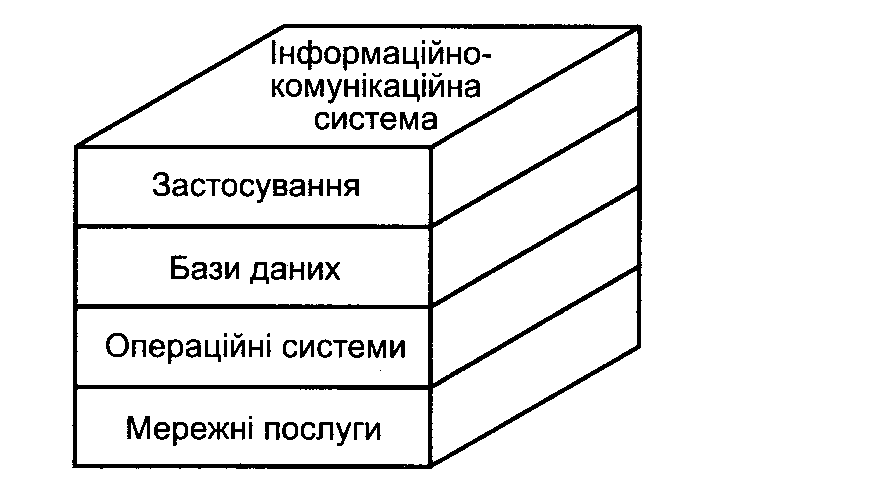 Інформаційно-
комунікаційна
система
Застосування
Бази даних
Операційні системи
Мережні послуги